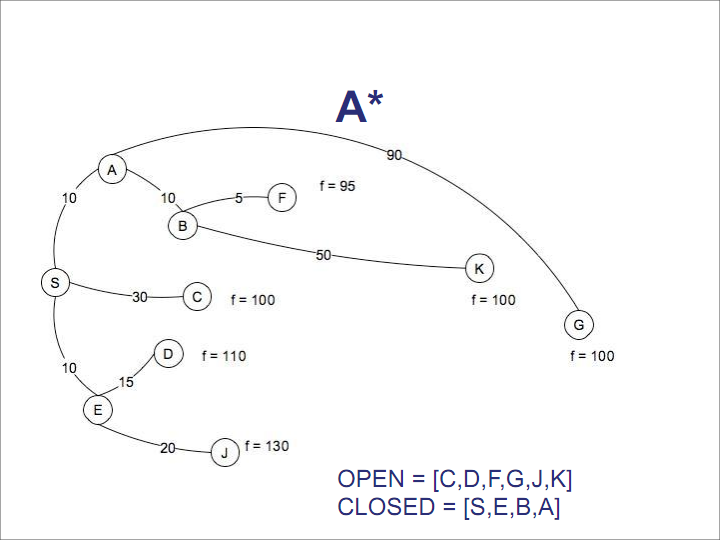 A*
90
A
10
10
5
F
f = 95
B
50
K
f = 100
S
30
C
f = 100
G
f = 100
D
f = 110
10
15
E
20
J
f = 130
OPEN = [C,D,F,G,J,K]
CLOSED = [S,E,B,A]